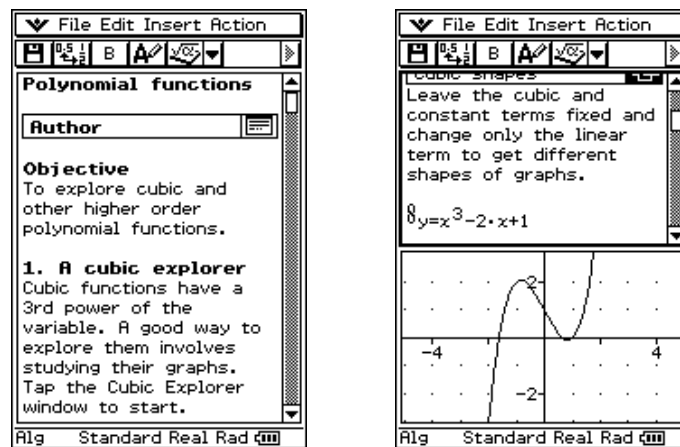 File Edit Insert Action
B
Polynomial functions
Author
Objective
To explore cubic and
other higher order
polynomial functions.
1. A cubic explorer
Cubic functions have a
3rd power of the
variable. A good way to
explore them involves
studying their graphs.
Tap the Cubic Explorer
window to start.
Alg Standard Real Rad
File Edit Insert Action
B
Cubic shapes
Leave the cubic and
constant terms fixed and
change only the linear
term to get different
shapes of graphs.
y=x³-2·x+1
2
-4 4
-2
Alg Standard Real Rad